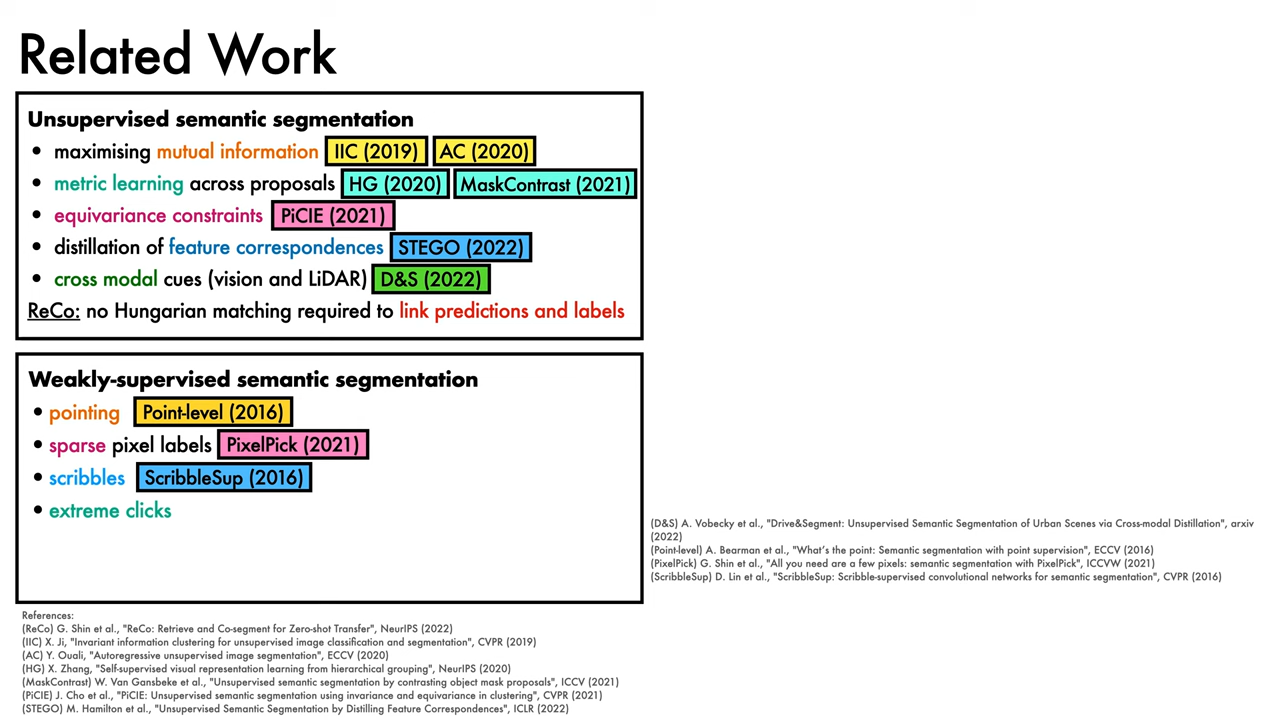 Related Work
Unsupervised semantic segmentation
• maximising mutual information IIC (2019) AC (2020)
• metric learning across proposals HG (2020) MaskContrast (2021)
• equivariance constraints PiCIE (2021)
• distillation of feature correspondences STEGO (2022)
• cross modal cues (vision and LiDAR) D&S (2022)
ReCo: no Hungarian matching required to link predictions and labels
Weakly-supervised semantic segmentation
• pointing Point-level (2016)
• sparse pixel labels PixelPick (2021)
• scribbles ScribbleSup (2016)
• extreme clicks
References:
(ReCo) G. Shin et al., "ReCo: Retrieve and Co-segment for Zero-shot Transfer", NeurIPS (2022)
(IIC) X. Ji, "Invariant information clustering for unsupervised image classification and segmentation", CVPR (2019)
(AC) Y. Ouali, "Autoregressive unsupervised image segmentation", ECCV (2020)
(HG) X. Zhang, "Self-supervised visual representation learning from hierarchical grouping", NeurIPS (2020)
(MaskContrast) W. Van Gansbeke et al., "Unsupervised semantic segmentation by contrasting object mask proposals", ICCV (2021)
(PiCIE) J. Cho et al., "PiCIE: Unsupervised semantic segmentation using invariance and equivariance in clustering", CVPR (2021)
(STEGO) M. Hamilton et al., "Unsupervised Semantic Segmentation by Distilling Feature Correspondences", ICLR (2022)
(D&S) A. Vobecky et al., "Drive&Segment: Unsupervised Semantic Segmentation of Urban Scenes via Cross-modal Distillation", arxiv
(2022)
(Point-level) A. Bearman et al., "What's the point: Semantic segmentation with point supervision", ECCV (2016)
(PixelPick) G. Shin et al., "All you need are a few pixels: semantic segmentation with PixelPick", ICCVW (2021)
(ScribbleSup) D. Lin et al., "ScribbleSup: Scribble-supervised convolutional networks for semantic segmentation", CVPR (2016)